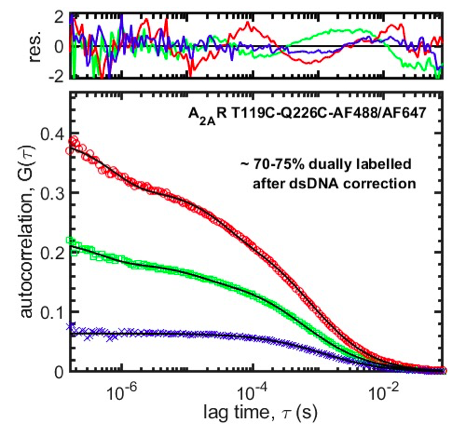 2
0
-2
res.
A2AR T119C-Q226C-AF488/AF647
~ 70-75% dually labelled
after dsDNA correction
0.4
0.3
0.2
0.1
0
autocorrelation, G(τ)
10-6
10-4
10-2
lag time, τ (s)